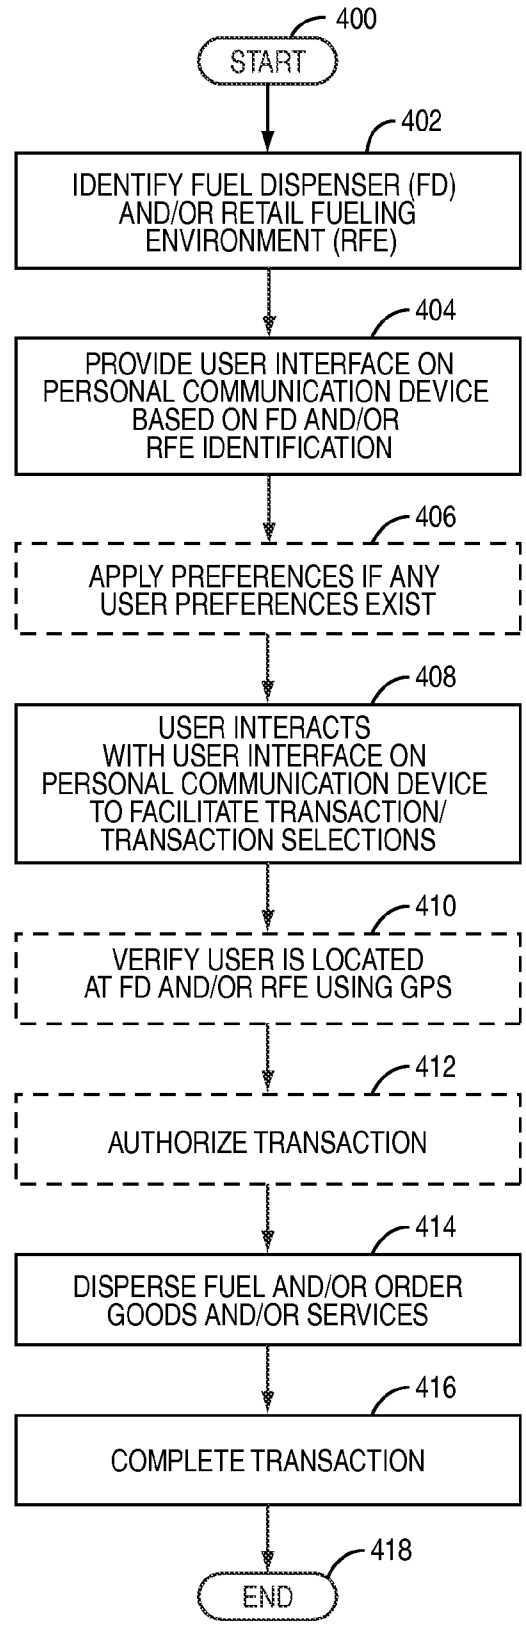 400
START
402
IDENTIFY FUEL DISPENSER (FD)
AND/OR RETAIL FUELING
ENVIRONMENT (RFE)
404
PROVIDE USER INTERFACE ON
PERSONAL COMMUNICATION DEVICE
BASED ON FD AND/OR
RFE IDENTIFICATION
406
APPLY PREFERENCES IF ANY
USER PREFERENCES EXIST
408
USER INTERACTS
WITH USER INTERFACE ON
PERSONAL COMMUNICATION DEVICE
TO FACILITATE TRANSACTION/
TRANSACTION SELECTIONS
410
VERIFY USER IS LOCATED
AT FD AND/OR RFE USING GPS
412
AUTHORIZE TRANSACTION
414
DISPERSE FUEL AND/OR ORDER
GOODS AND/OR SERVICES
416
COMPLETE TRANSACTION
418
END